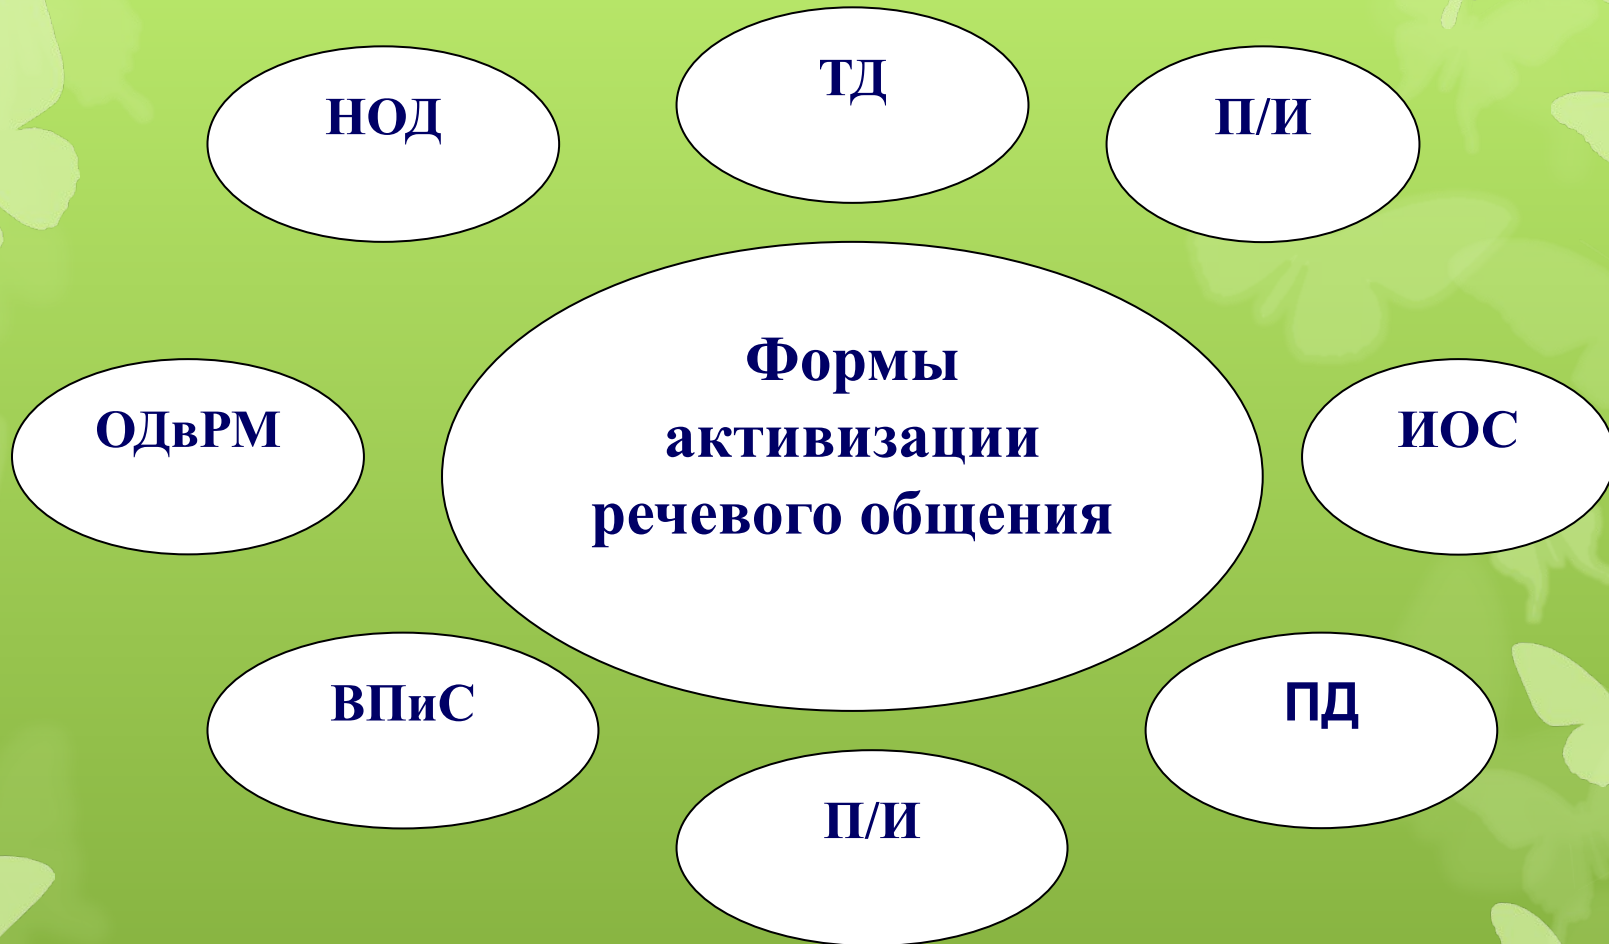 ТД
НОД
П/И
Формы
активизации
речевого общения
ОДвРМ
ИОС
ВПиС
ПД
П/И